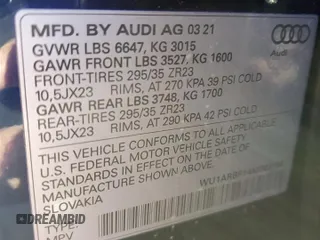 MFD. BY AUDI AG 03 21
GVWR LBS 6647, KG 3015
GAWR FRONT LBS 3527, KG 1600
FRONT-TIRES 295/35 ZR23
10,5JX23 RIMS, AT 270 KPA 39 PSI COLD
GAWR REAR LBS 3748, KG 1700
REAR-TIRES 295/35 ZR23
10,5JX23 RIMS, AT 290 KPA 42 PSI COLD
THIS VEHICLE CONFORMS TO ALL APPLICABLE
U.S. FEDERAL MOTOR VEHICLE SAFETY
STANDARDS IN EFFECT ON THE DATE OF
MANUFACTURE SHOWN ABOVE
SLOVAKIA
TYPE:
MPV
Audi
DREAMBID